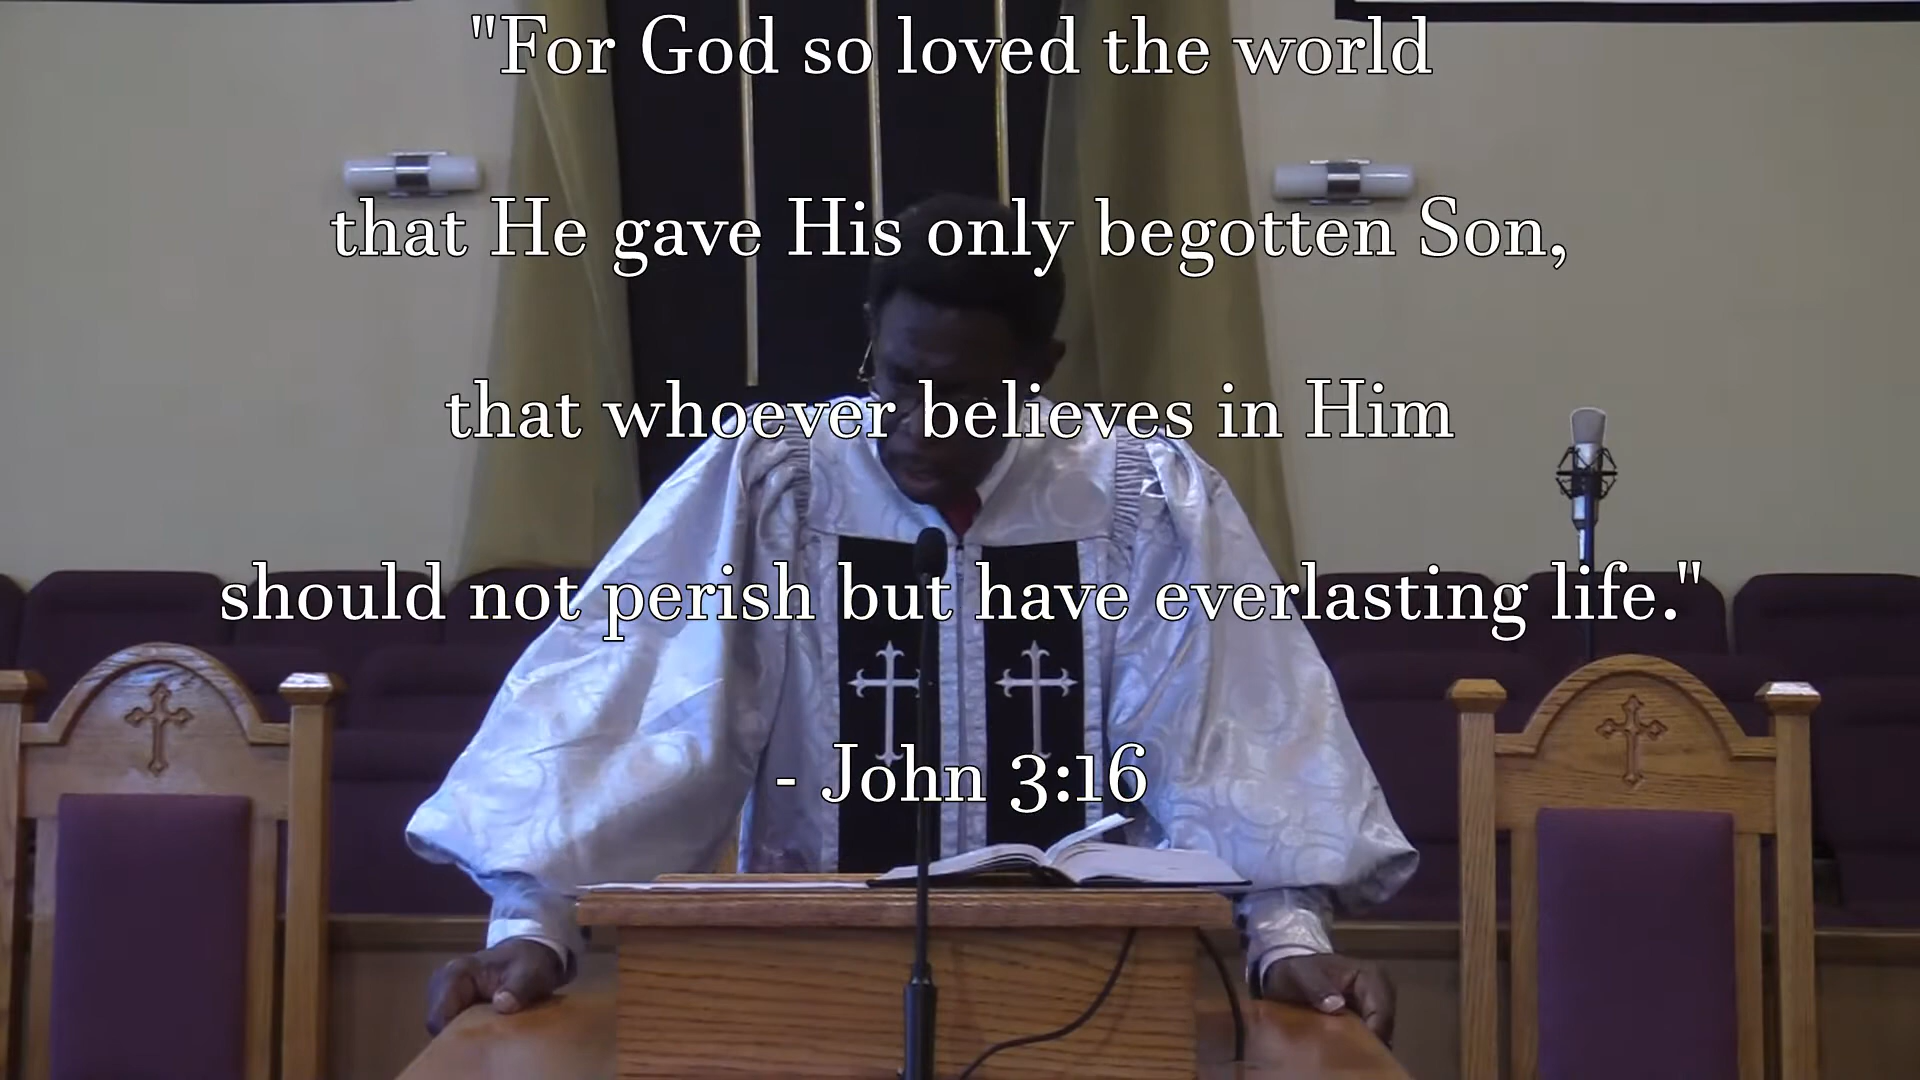 "For God so loved the world
that He gave His only begotten Son,
that whoever believes in Him
should not perish but have everlasting life."
- John 3:16